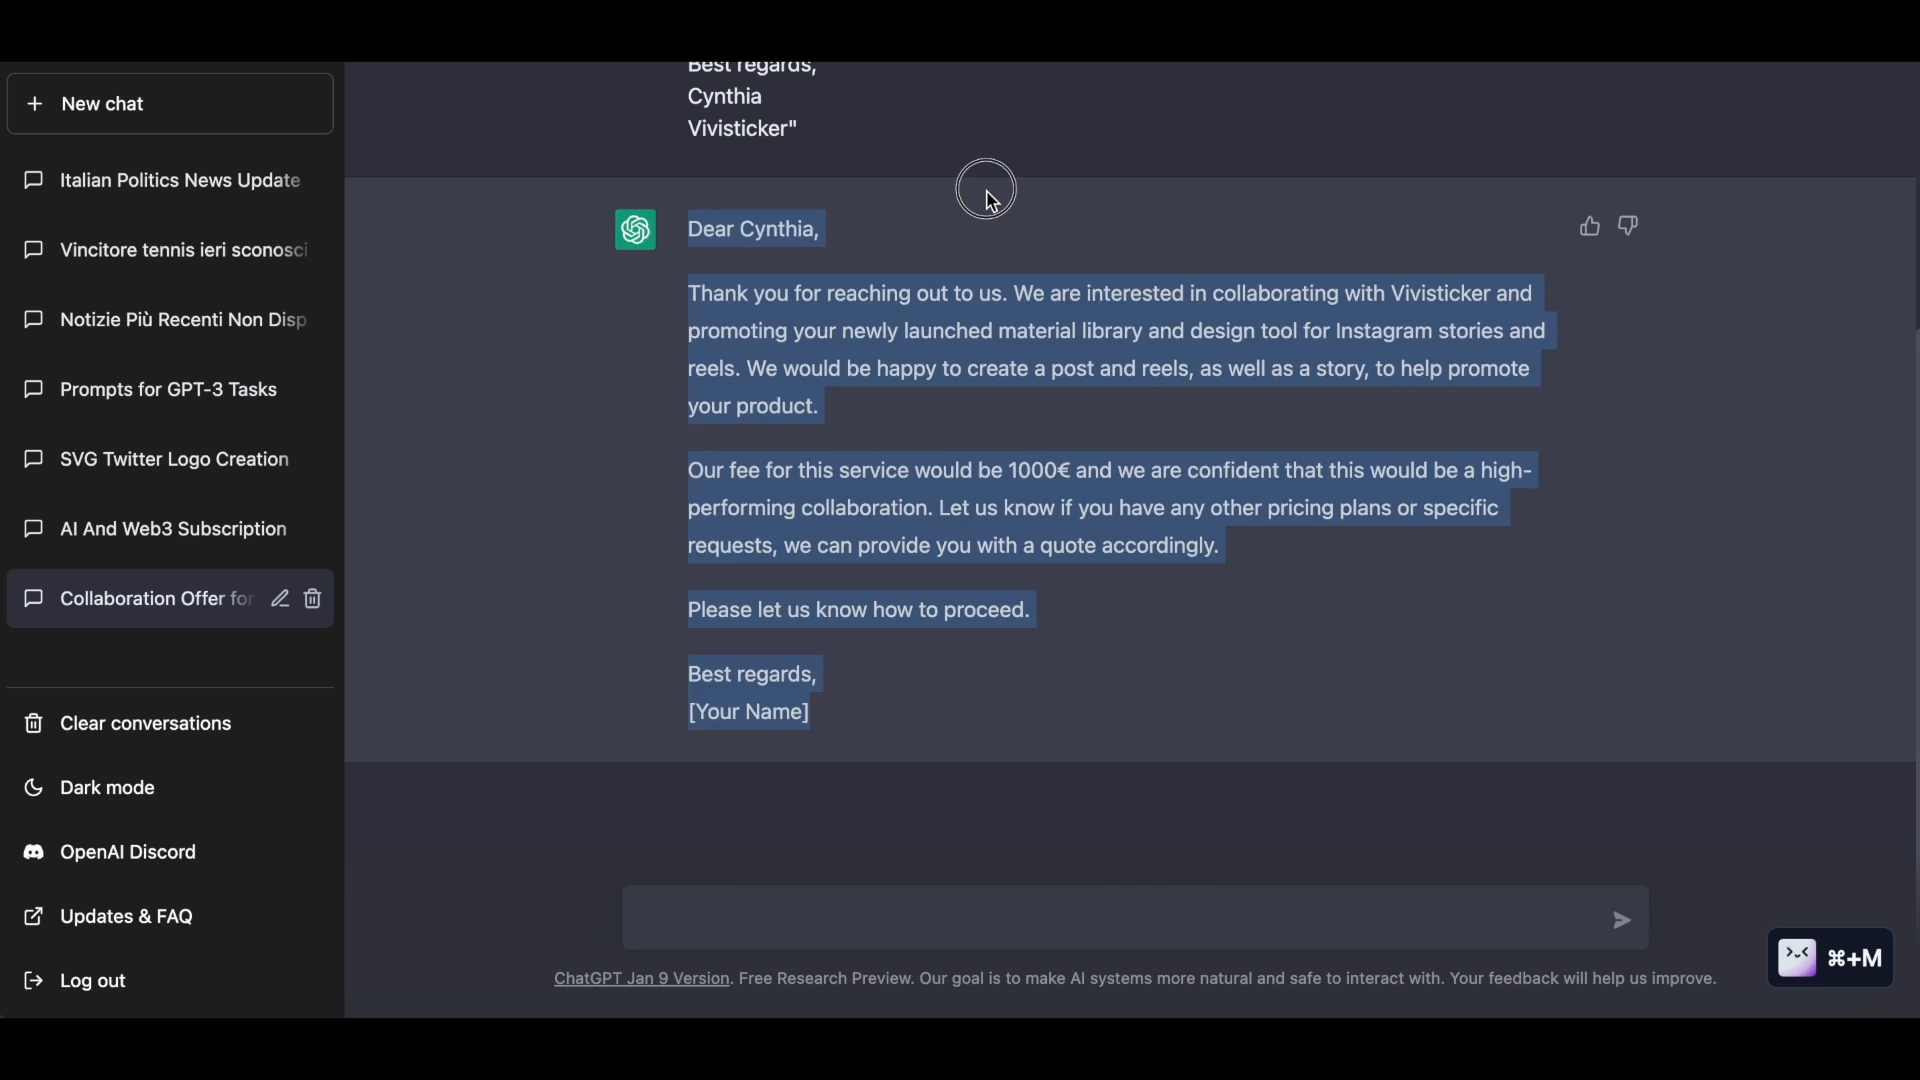 New chat
Italian Politics News Update
Vincitore tennis ieri sconosci
Notizie Più Recenti Non Disp
Prompts for GPT-3 Tasks
SVG Twitter Logo Creation
AI And Web3 Subscription
Collaboration Offer for
Clear conversations
Dark mode
OpenAI Discord
Updates & FAQ
Log out
Best regards,
Cynthia
Vivisticker"
Dear Cynthia,
Thank you for reaching out to us. We are interested in collaborating with Vivisticker and
promoting your newly launched material library and design tool for Instagram stories and
reels. We would be happy to create a post and reels, as well as a story, to help promote
your product.
Our fee for this service would be 1000€ and we are confident that this would be a high-
performing collaboration. Let us know if you have any other pricing plans or specific
requests, we can provide you with a quote accordingly.
Please let us know how to proceed.
Best regards,
[Your Name]
ChatGPT Jan 9 Version. Free Research Preview. Our goal is to make AI systems more natural and safe to interact with. Your feedback will help us improve.
⌘+M